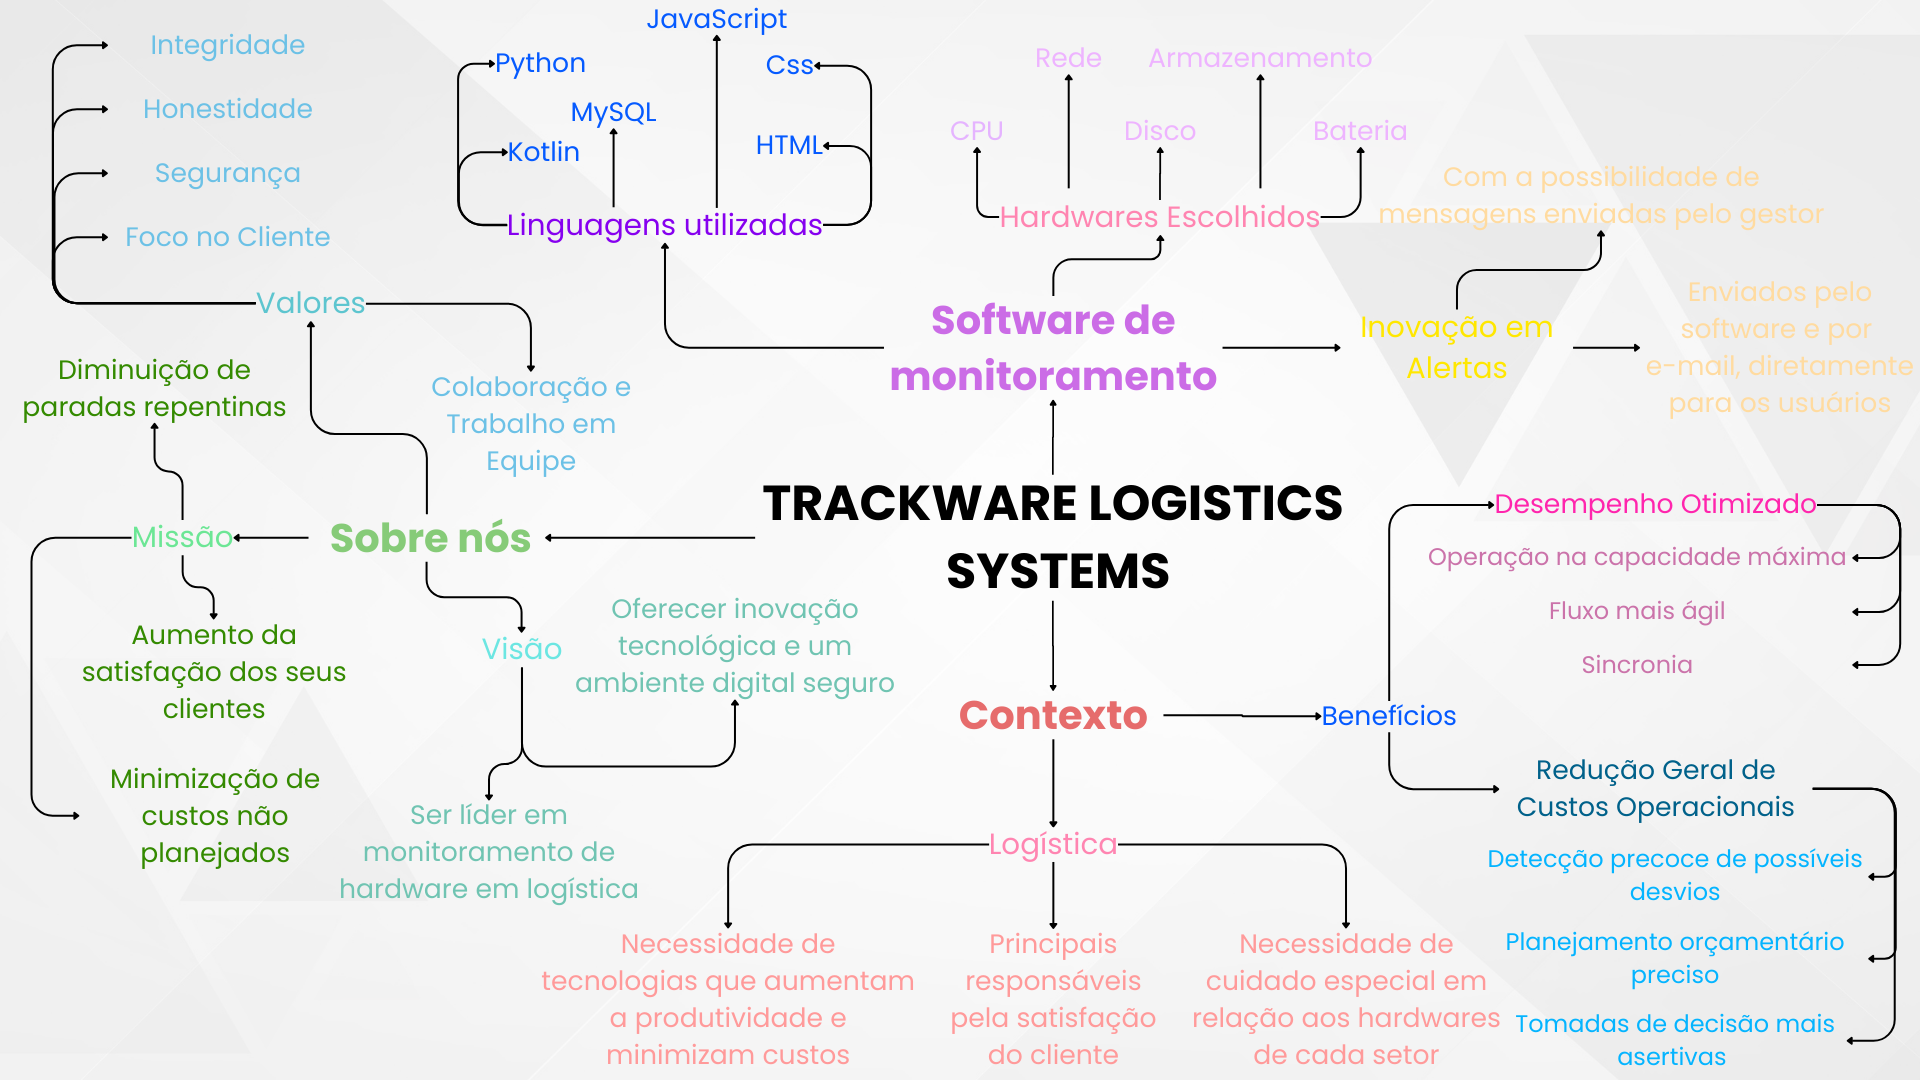 Integridade
Honestidade
Segurança
Foco no Cliente
Valores
Colaboração e
Trabalho em
Equipe
JavaScript
Python
Css
MySQL
Kotlin
HTML
Linguagens utilizadas
Rede
Armazenamento
CPU
Disco
Bateria
Hardwares Escolhidos
Com a possibilidade de
mensagens enviadas pelo gestor
Software de
monitoramento
Inovação em
Alertas
Enviados pelo
software e por
e-mail, diretamente
para os usuários
Diminuição de
paradas repentinas
Missão
Sobre nós
TRACKWARE LOGISTICS
SYSTEMS
Aumento da
satisfação dos seus
clientes
Minimização de
custos não
planejados
Visão
Oferecer inovação
tecnológica e um
ambiente digital seguro
Ser líder em
monitoramento de
hardware em logística
Desempenho Otimizado
Operação na capacidade máxima
Fluxo mais ágil
Sincronia
Contexto
Benefícios
Redução Geral de
Custos Operacionais
Detecção precoce de possíveis
desvios
Planejamento orçamentário
preciso
Tomadas de decisão mais
asertivas
Logística
Necessidade de
tecnologias que aumentam
a produtividade e
minimizam custos
Principais
responsáveis
pela satisfação
do cliente
Necessidade de
cuidado especial em
relação aos hardwares
de cada setor